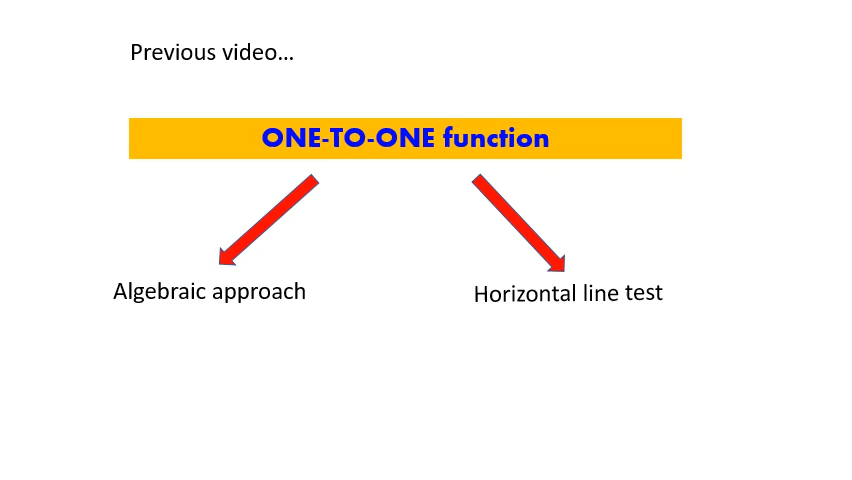 Previous video...
ONE-TO-ONE function
Algebraic approach
Horizontal line test